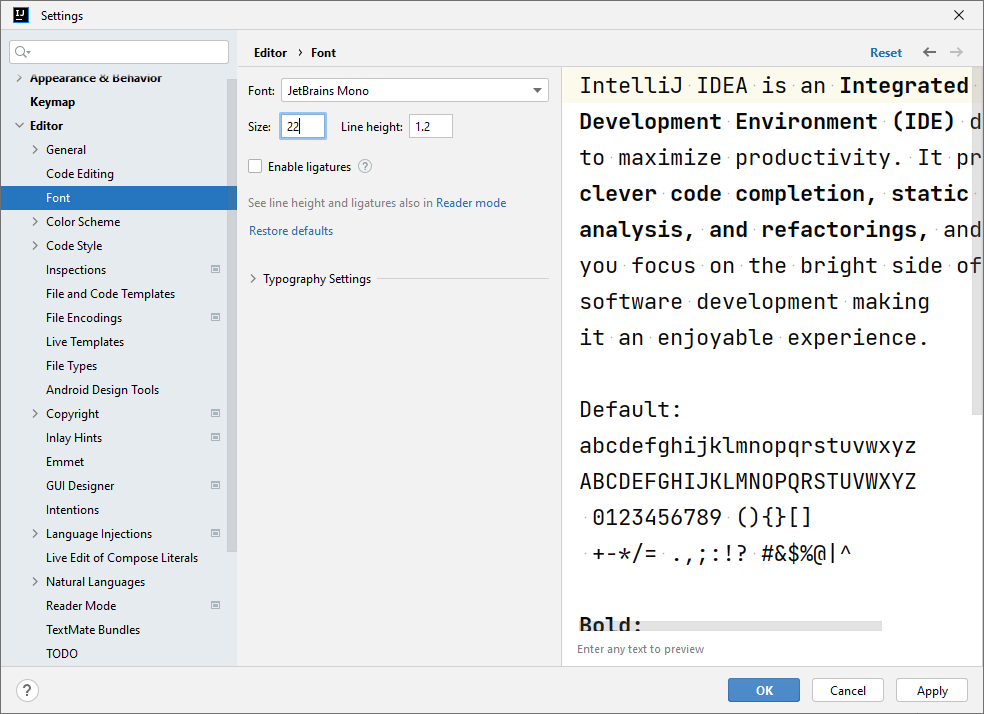 IJ
Settings
Appearance & Behavior
Keymap
Editor
General
Code Editing
Font
Color Scheme
Code Style
Inspections
File and Code Templates
File Encodings
Live Templates
File Types
Android Design Tools
Copyright
Inlay Hints
Emmet
GUI Designer
Intentions
Language Injections
Live Edit of Compose Literals
Natural Languages
Reader Mode
TextMate Bundles
TODO
Editor › Font
Reset
Font: JetBrains Mono
Size: 22 Line height: 1.2
Enable ligatures ?
See line height and ligatures also in Reader mode
Restore defaults
Typography Settings
IntelliJ IDEA is an Integrated
Development Environment (IDE) d
to maximize productivity. It pr
clever code completion, static
analysis, and refactorings, and
you focus on the bright side of
software development making
it an enjoyable experience.
Default:
abcdefghijklmnopqrstuvwxyz
ABCDEFGHIJKLMNOPQRSTUVWXYZ
0123456789 (){}[]
+-*/= .,;:!? #&$%@|^
Bold:
Enter any text to preview
?
OK
Cancel
Apply